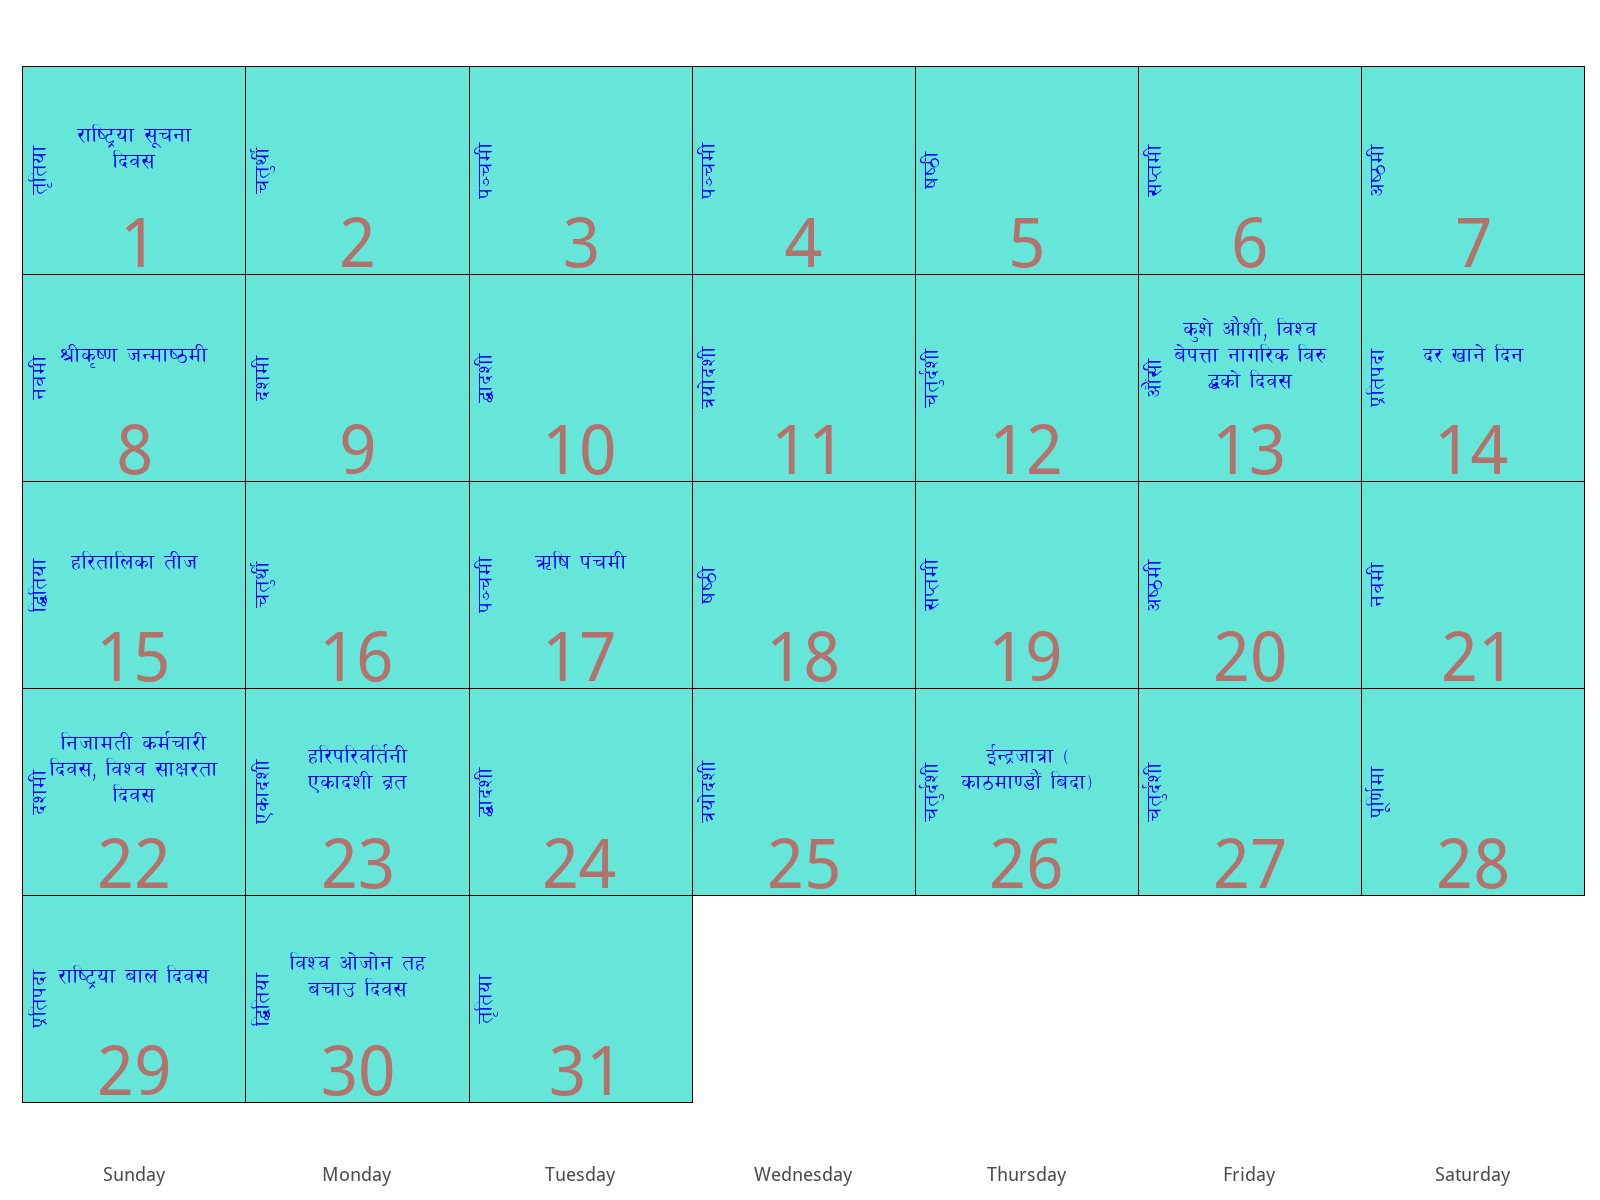 तृतिया
राष्ट्रिया सूचना
दिवस
1
चतुर्थी
2
पञ्चमी
3
पञ्चमी
4
षष्ठी
5
सप्तमी
6
अष्ठमी
7
नवमी
श्रीकृष्ण जन्माष्ठमी
8
दशमी
9
द्वादशी
10
त्रयोदशी
11
चतुर्दशी
12
औंसी
कुशे औंशी, विश्व
बेपत्ता नागरिक विरु
द्धको दिवस
13
प्रतिपदा
दर खाने दिन
14
द्वितिया
हरितालिका तीज
15
चतुर्थी
16
पञ्चमी
ऋषि पंचमी
17
षष्ठी
18
सप्तमी
19
अष्ठमी
20
नवमी
21
दशमी
निजामती कर्मचारी
दिवस, विश्व साक्षरता
दिवस
22
एकादशी
हरिपरिवर्तिनी
एकादशी व्रत
23
द्वादशी
24
त्रयोदशी
25
चतुर्दशी
ईन्द्रजात्रा (
काठमाण्डौं बिदा)
26
चतुर्दशी
27
पूर्णिमा
28
प्रतिपदा
राष्ट्रिया बाल दिवस
29
द्वितिया
विश्व ओजोन तह
बचाउ दिवस
30
तृतिया
31
Sunday Monday Tuesday Wednesday Thursday Friday Saturday